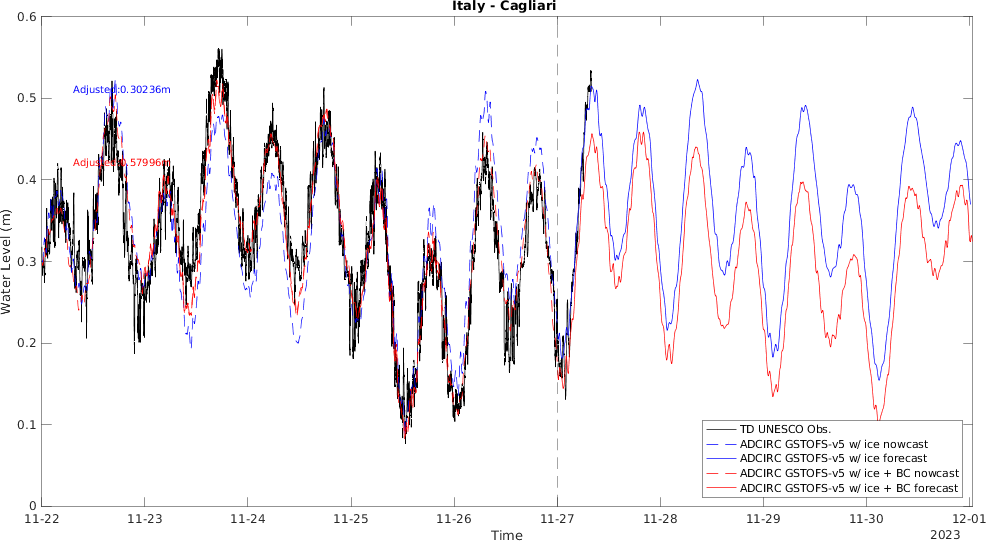 Italy - Cagliari
0.6
0.5
0.4
0.3
0.2
0.1
0
Water Level (m)
Adjusted:0.30236m
Adjusted:0.57996m
TD UNESCO Obs.
ADCIRC GSTOFS-v5 w/ ice nowcast
ADCIRC GSTOFS-v5 w/ ice forecast
ADCIRC GSTOFS-v5 w/ ice + BC nowcast
ADCIRC GSTOFS-v5 w/ ice + BC forecast
11-22 11-23 11-24 11-25 11-26 11-27 11-28 11-29 11-30 12-01
Time
2023